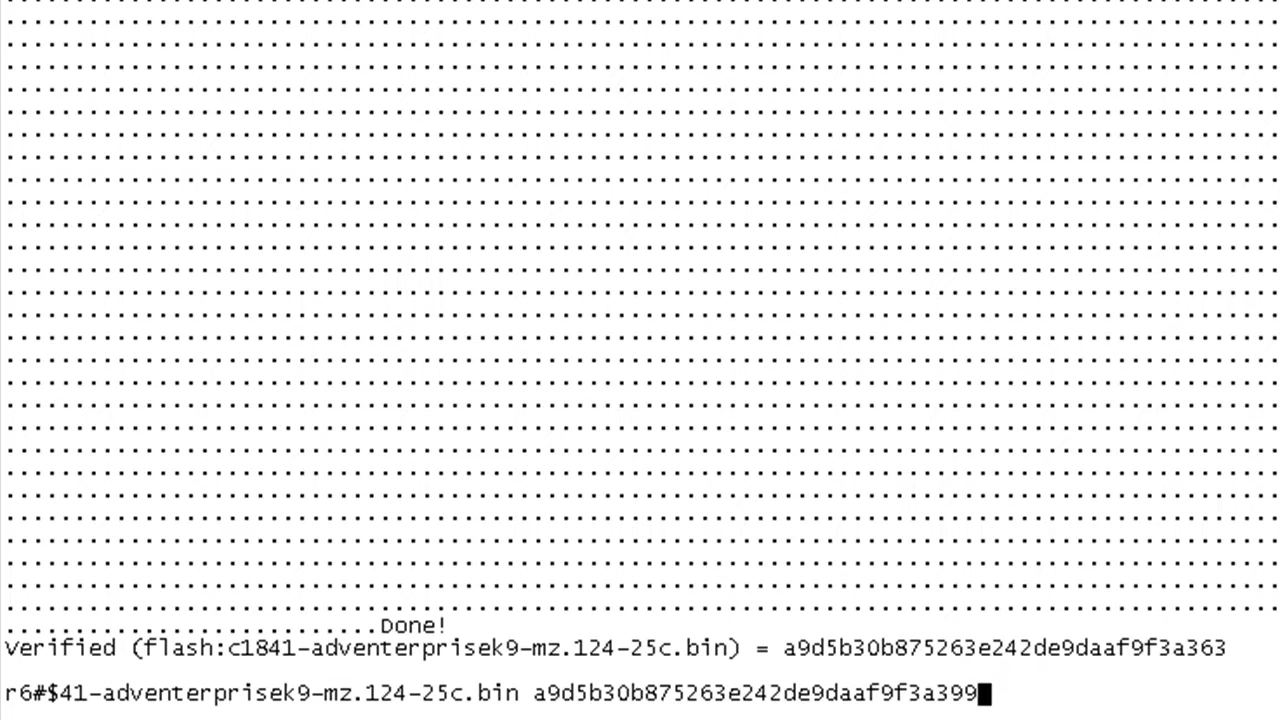 ..........................Done!
verified (flash:c1841-adventerprisek9-mz.124-25c.bin) = a9d5b30b875263e242de9daaf9f3a363
r6#$41-adventerprisek9-mz.124-25c.bin a9d5b30b875263e242de9daaf9f3a399